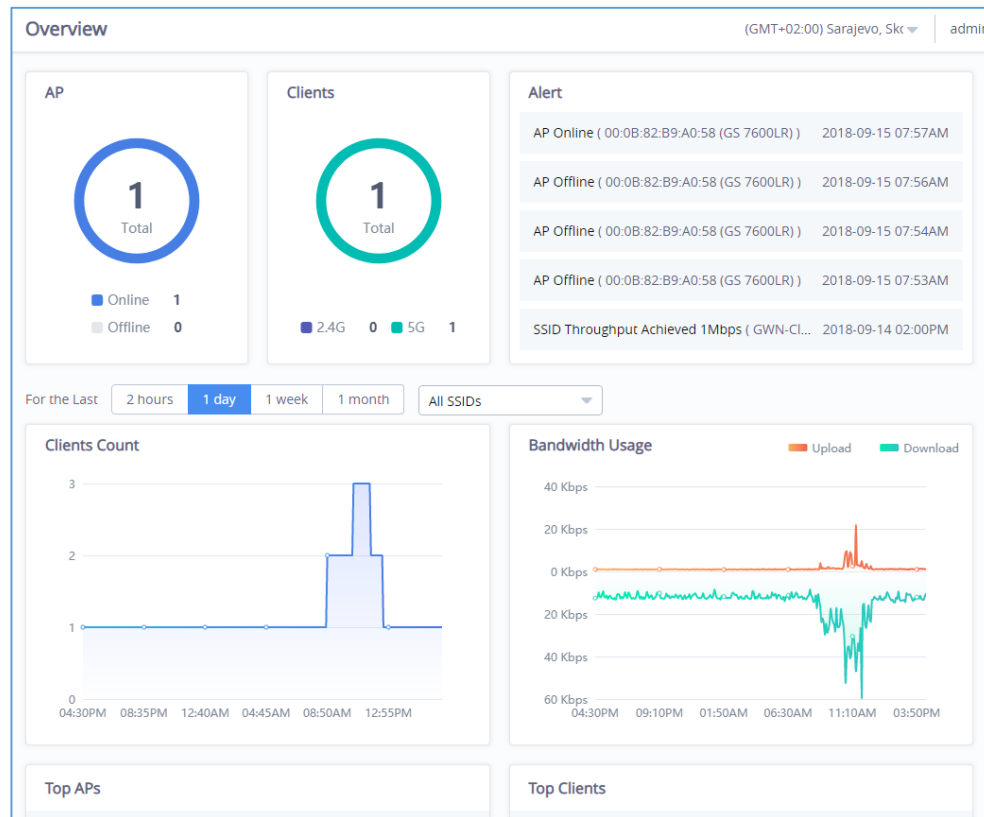 Overview
(GMT+02:00) Sarajevo, Skc
admin
AP
1
Total
Online 1
Offline 0
Clients
1
Total
2.4G 0 5G 1
Alert
AP Online ( 00:0B:82:B9:A0:58 (GS 7600LR) ) 2018-09-15 07:57AM
AP Offline ( 00:0B:82:B9:A0:58 (GS 7600LR) ) 2018-09-15 07:56AM
AP Offline ( 00:0B:82:B9:A0:58 (GS 7600LR) ) 2018-09-15 07:54AM
AP Offline ( 00:0B:82:B9:A0:58 (GS 7600LR) ) 2018-09-15 07:53AM
SSID Throughput Achieved 1Mbps ( GWN-Cl... 2018-09-14 02:00PM
For the Last 2 hours 1 day 1 week 1 month All SSIDs
Clients Count
3
2
1
0
04:30PM 08:35PM 12:40AM 04:45AM 08:50AM 12:55PM
Bandwidth Usage Upload Download
40 Kbps
20 Kbps
0 Kbps
20 Kbps
40 Kbps
60 Kbps
04:30PM 09:10PM 01:50AM 06:30AM 11:10AM 03:50PM
Top APs
Top Clients